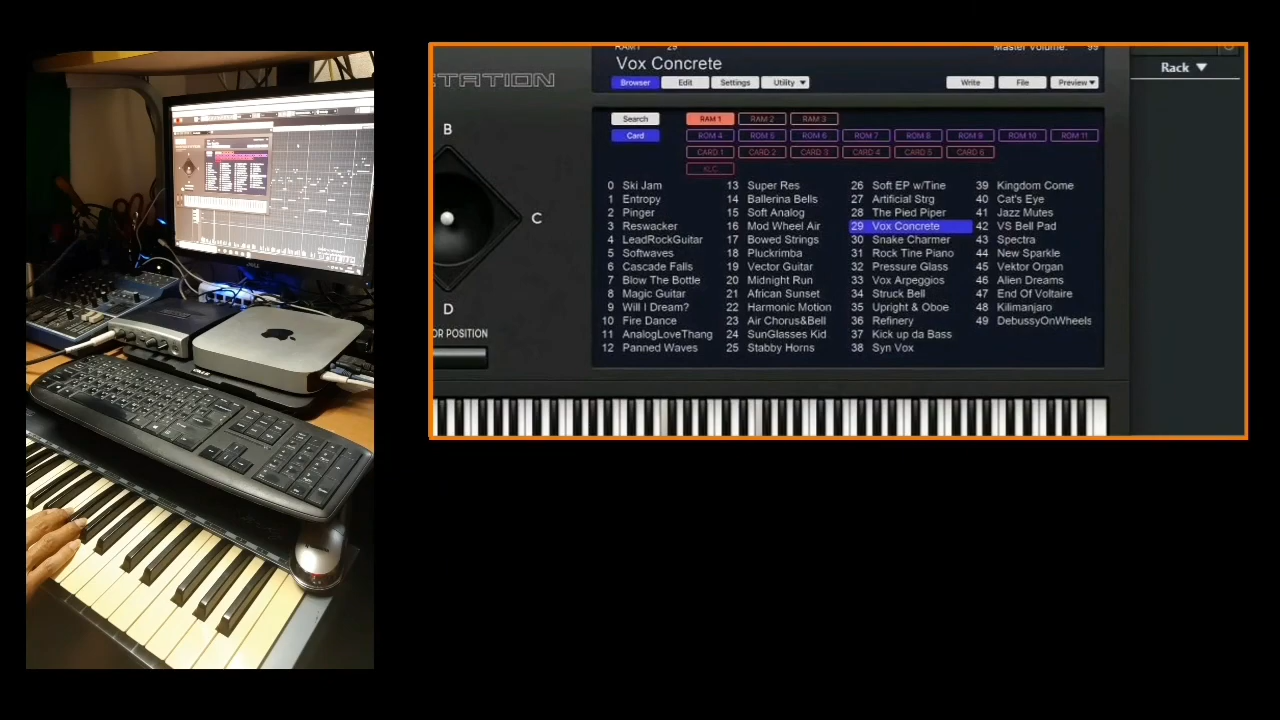 RAM1 29 Master Volume: 99
Vox Concrete
Browser Edit Settings Utility Write File Preview
Rack
Search RAM 1 RAM 2 RAM 3
Card ROM 4 ROM 5 ROM 6 ROM 7 ROM 8 ROM 9 ROM 10 ROM 11
CARD 1 CARD 2 CARD 3 CARD 4 CARD 5 CARD 6
KLC
0 Ski Jam 13 Super Res 26 Soft EP w/Tine 39 Kingdom Come
1 Entropy 14 Ballerina Bells 27 Artificial Strg 40 Cat's Eye
2 Pinger 15 Soft Analog 28 The Pied Piper 41 Jazz Mutes
3 Reswacker 16 Mod Wheel Air 29 Vox Concrete 42 VS Bell Pad
4 LeadRockGuitar 17 Bowed Strings 30 Snake Charmer 43 Spectra
5 Softwaves 18 Pluckrimba 31 Rock Tine Piano 44 New Sparkle
6 Cascade Falls 19 Vector Guitar 32 Pressure Glass 45 Vektor Organ
7 Blow The Bottle 20 Midnight Run 33 Vox Arpeggios 46 Alien Dreams
8 Magic Guitar 21 African Sunset 34 Struck Bell 47 End Of Voltaire
9 Will I Dream? 22 Harmonic Motion 35 Upright & Oboe 48 Kilimanjaro
10 Fire Dance 23 Air Chorus&Bell 36 Refinery 49 DebussyOnWheels
11 AnalogLoveThang 24 SunGlasses Kid 37 Kick up da Bass
12 Panned Waves 25 Stabby Horns 38 Syn Vox
TATION
B
C
D
OR POSITION
DELL